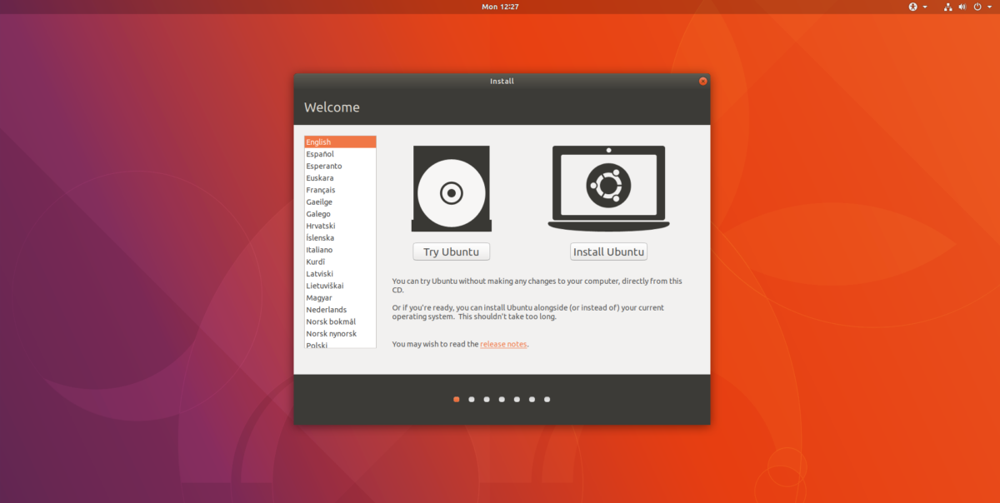 Mon 12:27
Install
Welcome
English
Español
Esperanto
Euskara
Français
Gaeilge
Galego
Hrvatski
Íslenska
Italiano
Kurdî
Latviski
Lietuviškai
Magyar
Nederlands
Norsk bokmål
Norsk nynorsk
Polski
Try Ubuntu
Install Ubuntu
You can try Ubuntu without making any changes to your computer, directly from this
CD.
Or if you're ready, you can install Ubuntu alongside (or instead of) your current
operating system.  This shouldn't take too long.
You may wish to read the release notes.